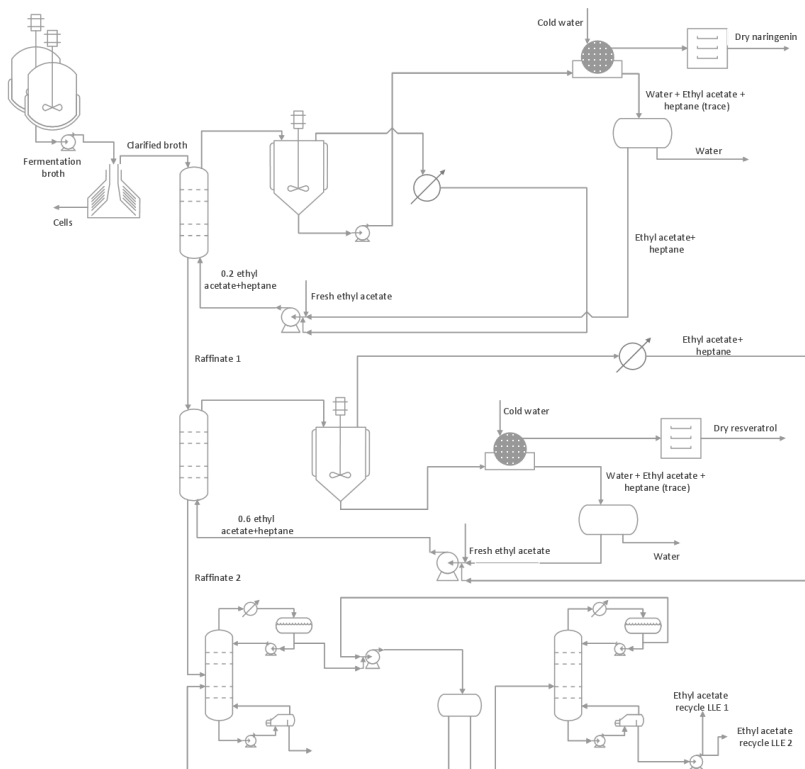 Cold water
Dry naringenin
Water + Ethyl acetate +
heptane (trace)
Water
Fermentation
broth
Clarified broth
Cells
Ethyl acetate+
heptane
0.2 ethyl
acetate+heptane
Fresh ethyl acetate
Raffinate 1
Ethyl acetate+
heptane
Cold water
Dry resveratrol
Water + Ethyl acetate +
heptane (trace)
0.6 ethyl
acetate+heptane
Fresh ethyl acetate
Water
Raffinate 2
Ethyl acetate
recycle LLE 1
Ethyl acetate
recycle LLE 2